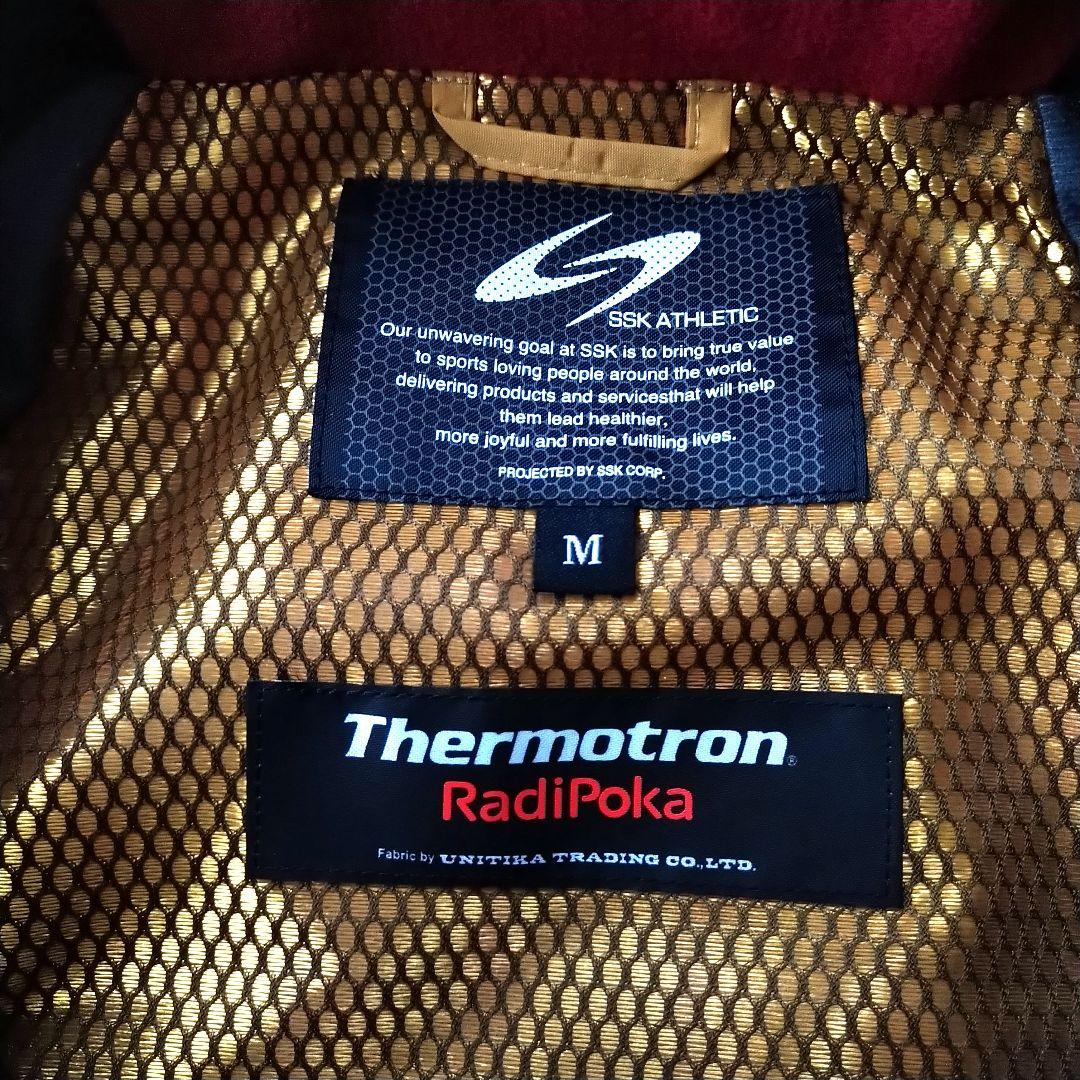 SSK ATHLETIC
Our unwavering goal at SSK is to bring true value
to sports loving people around the world,
delivering products and servicesthat will help
them lead healthier,
more joyful and more fulfilling lives.
PROJECTED BY SSK CORP.
M
Thermotron®
RadiPoka
Fabric by UNITIKA TRADING CO.,LTD.